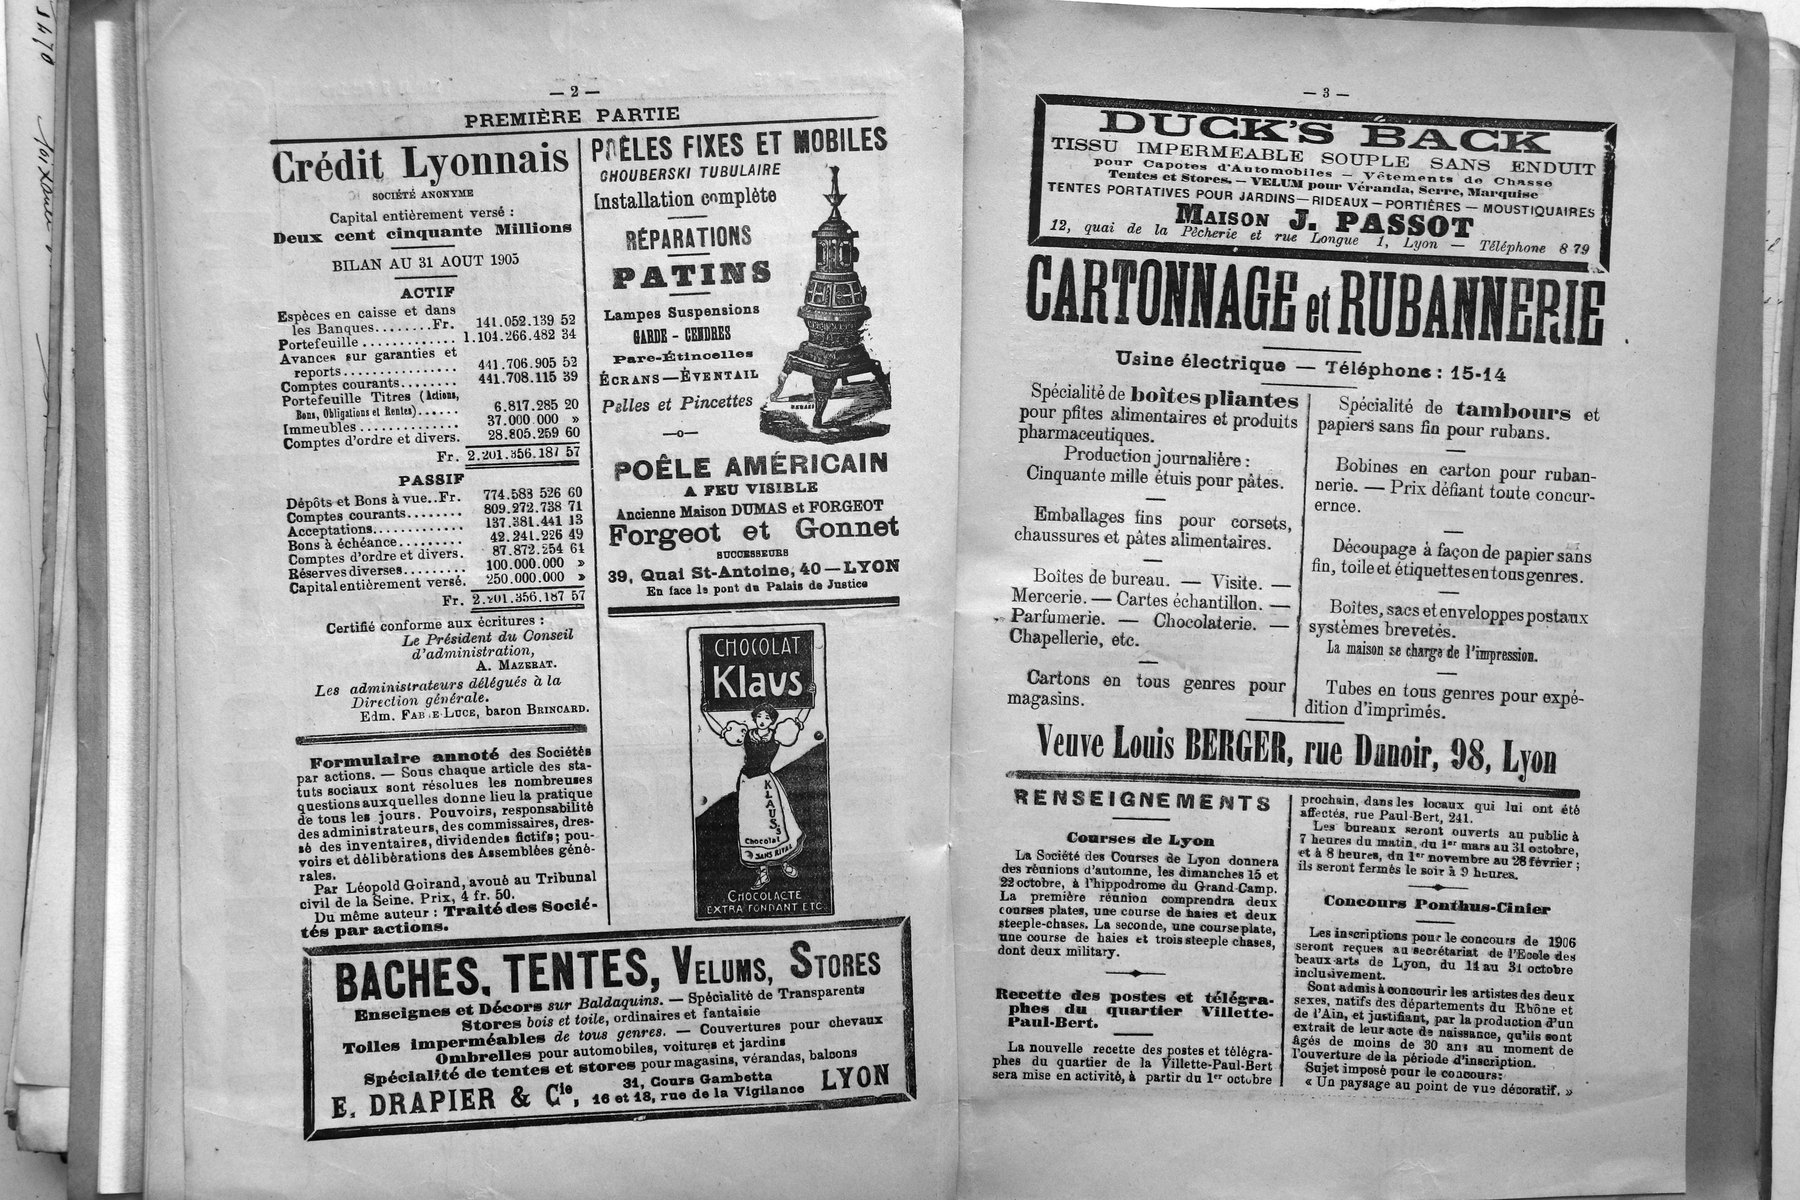 — 2 —
PREMIÈRE PARTIE
Crédit Lyonnais
SOCIÉTÉ ANONYME
Capital entièrement versé :
Deux cent cinquante Millions
BILAN AU 31 AOUT 1905
ACTIF
Espèces en caisse et dans
les Banques........Fr. 141.052.139 52
Portefeuille............. 1.104.266.482 34
Avances sur garanties et
reports................ 441.706.905 52
Comptes courants........ 441.708.115 39
Portefeuille Titres (Actions,
Bons, Obligations et Rentes)...... 6.817.285 20
Immeubles............. 37.000.000 »
Comptes d'ordre et divers. 28.805.259 60
Fr. 2.201.356.187 57
PASSIF
Dépôts et Bons à vue..Fr. 774.588 526 60
Comptes courants........ 809.272.738 71
Acceptations............ 137.381.441 13
Bons à échéance......... 42.241.226 49
Comptes d'ordre et divers. 87.872.254 64
Réserves diverses........ 100.000.000 »
Capital entièrement versé. 250.000.000 »
Fr. 2.201.356.187 57
Certifié conforme aux écritures :
Le Président du Conseil
d'administration,
A. MAZERAT.
Les administrateurs délégués à la
Direction générale.
Edm. FAB E-LUCE, baron BRINCARD.
Formulaire annoté des Sociétés
par actions. — Sous chaque article des sta-
tuts sociaux sont résolues les nombreuses
questions auxquelles donne lieu la pratique
de tous les jours. Pouvoirs, responsabilité
des administrateurs, des commissaires, dres-
sé des inventaires, dividendes fictifs; pou-
voirs et délibérations des Assemblées géné-
rales.
Par Léopold Goirand, avoué au Tribunal
civil de la Seine. Prix, 4 fr. 50.
Du même auteur : Traité des Socié-
tés par actions.
POÊLES FIXES ET MOBILES
CHOUBERSKI TUBULAIRE
Installation complète
RÉPARATIONS
PATINS
Lampes Suspensions
GARDE - CENDRES
Pare-Étincelles
ÉCRANS—ÉVENTAIL
Pelles et Pincettes
—o—
POÊLE AMÉRICAIN
A FEU VISIBLE
Ancienne Maison DUMAS et FORGEOT
Forgeot et Gonnet
SUCCESSEURS
39, Quai St-Antoine, 40—LYON
En face le pont du Palais de Justice
CHOCOLAT
Klaus
KLAUS'S
Chocolat
SANS RIVAL
CHOCOLACTE
EXTRA FONDANT ETC.
BACHES, TENTES, VELUMS, STORES
Enseignes et Décors sur Baldaquins. — Spécialité de Transparents
Stores bois et toile, ordinaires et fantaisie
Toiles imperméables de tous genres. — Couvertures pour chevaux
Ombrelles pour automobiles, voitures et jardins
Spécialité de tentes et stores pour magasins, vérandas, balcons
E. DRAPIER & Cie, 31, Cours Gambetta
16 et 18, rue de la Vigilance LYON
— 3 —
DUCK'S BACK
TISSU IMPERMEABLE SOUPLE SANS ENDUIT
pour Capotes d'Automobiles — Vêtements de Chasse
Tentes et Stores. — VELUM pour Véranda, Serre, Marquise
TENTES PORTATIVES POUR JARDINS—RIDEAUX—PORTIÈRES—MOUSTIQUAIRES
MAISON J. PASSOT
12, quai de la Pêcherie et rue Longue 1, Lyon — Téléphone 8 79
CARTONNAGE et RUBANNERIE
Usine électrique — Téléphone: 15-14
Spécialité de boîtes pliantes
pour pfites alimentaires et produits
pharmaceutiques.
Production journalière :
Cinquante mille étuis pour pâtes.
Emballages fins pour corsets,
chaussures et pâtes alimentaires.
Boîtes de bureau. — Visite. —
Mercerie. — Cartes échantillon. —
Parfumerie. — Chocolaterie. —
Chapellerie, etc.
Cartons en tous genres pour
magasins.
Spécialité de tambours et
papiers sans fin pour rubans.
Bobines en carton pour ruban-
nerie. — Prix défiant toute concur-
ernce.
Découpage à façon de papier sans
fin, toile et étiquettes en tous genres.
Boîtes, sacs et enveloppes postaux
systèmes brevetés.
La maison se charge de l'impression.
Tubes en tous genres pour expé-
dition d'imprimés.
Veuve Louis BERGER, rue Dunoir, 98, Lyon
RENSEIGNEMENTS
Courses de Lyon
La Société des Courses de Lyon donnera
des réunions d'automne, les dimanches 15 et
22 octobre, à l'hippodrome du Grand-Camp.
La première réunion comprendra deux
courses plates, une course de haies et deux
steeple-chases. La seconde, une course plate,
une course de haies et trois steeple chases,
dont deux military.
Recette des postes et télégra-
phes du quartier Villette-
Paul-Bert.
La nouvelle recette des postes et télégra-
phes du quartier de la Villette-Paul-Bert
sera mise en activité, à partir du 1er octobre
prochain, dans les locaux qui lui ont été
affectés, rue Paul-Bert, 241.
Les bureaux seront ouverts au public à
7 heures du matin, du 1er mars au 31 octobre,
et à 8 heures, du 1er novembre au 28 février ;
ils seront fermés le soir à 9 heures.
Concours Ponthus-Cinier
Les inscriptions pour le concours de 1906
seront reçues au secrétariat de l'Ecole des
beaux-arts de Lyon, du 14 au 31 octobre
inclusivement.
Sont admis à concourir les artistes des deux
sexes, natifs des départements du Rhône et
de l'Ain, et justifiant, par la production d'un
extrait de leur acte de naissance, qu'ils sont
âgés de moins de 30 ans au moment de
l'ouverture de la période d'inscription.
Sujet imposé pour le concours:
« Un paysage au point de vue décoratif. »